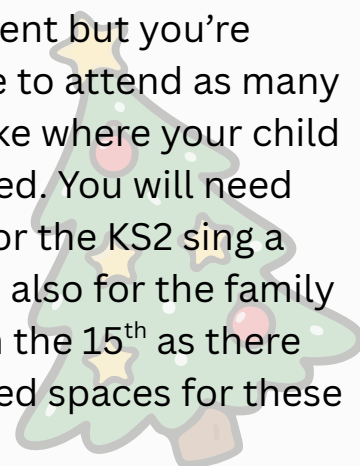 ent but you’re
e to attend as many
ke where your child
ed. You will need
or the KS2 sing a
also for the family
n the 15th as there
ed spaces for these